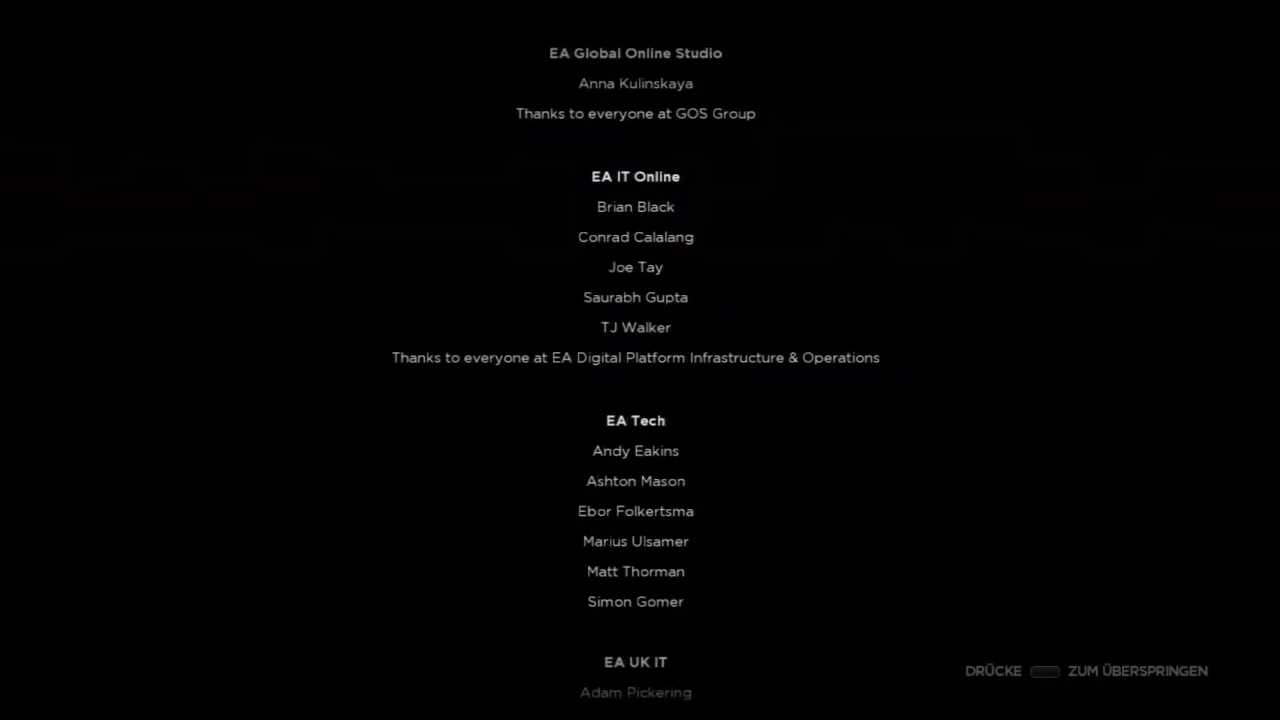 EA Global Online Studio
Anna Kulinskaya
Thanks to everyone at GOS Group
EA IT Online
Brian Black
Conrad Calalang
Joe Tay
Saurabh Gupta
TJ Walker
Thanks to everyone at EA Digital Platform Infrastructure & Operations
EA Tech
Andy Eakins
Ashton Mason
Ebor Folkertsma
Marius Ulsamer
Matt Thorman
Simon Gomer
EA UK IT
DRÜCKE ZUM ÜBERSPRINGEN
Adam Pickering